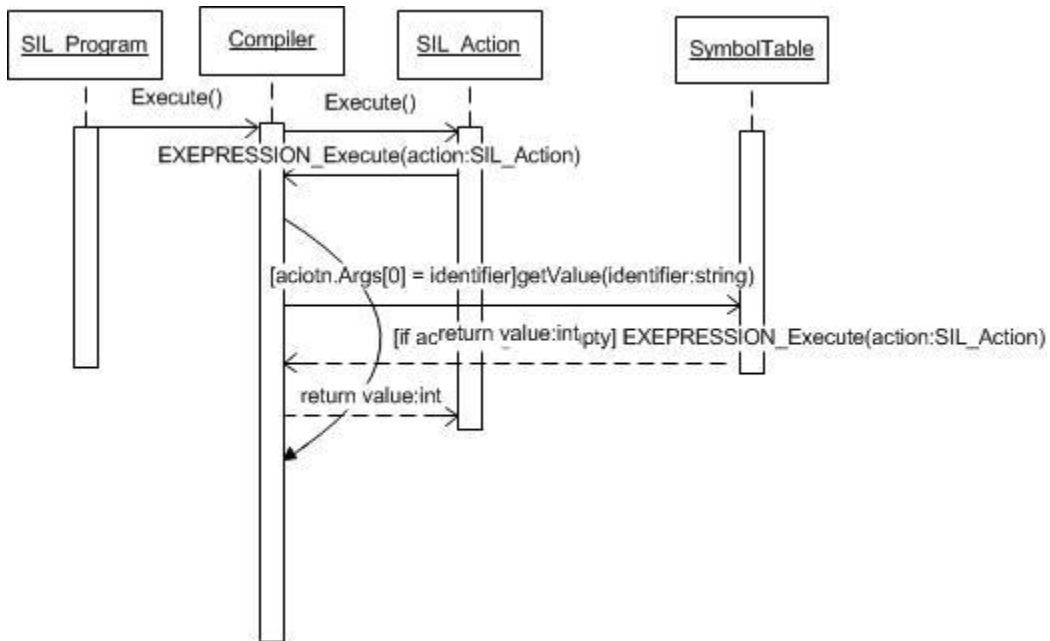 SIL_Program
Compiler
SIL_Action
SymbolTable
Execute()
Execute()
EXEPRESSION_Execute(action:SIL_Action)
[aciotn.Args[0] = identifier]getValue(identifier:string)
[if
return value:int
EXEPRESSION_Execute(action:SIL_Action)
return value:int